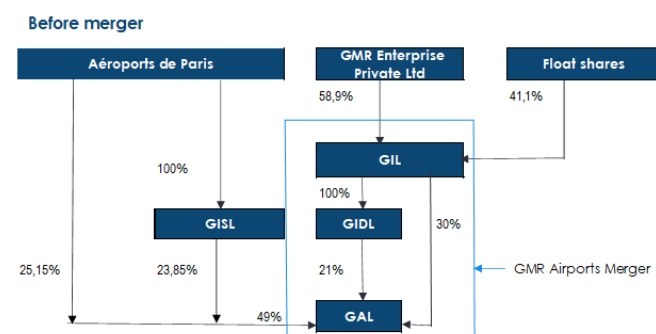 Before merger
Aéroports de Paris
GMR Enterprise
Private Ltd
Float shares
58,9%
41,1%
GIL
100%
100%
GISL
GIDL
30%
25,15%
23,85%
21%
GMR Airports Merger
49%
GAL